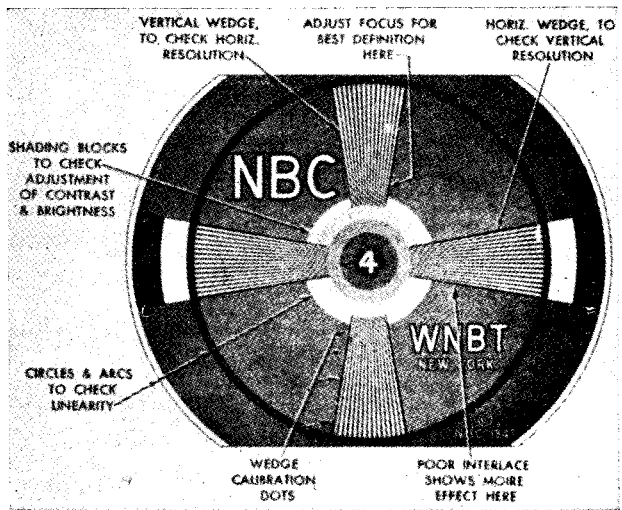 VERTICAL WEDGE,
TO CHECK HORIZ.
RESOLUTION
ADJUST FOCUS FOR
BEST DEFINITION
HERE
HORIZ. WEDGE, TO
CHECK VERTICAL
RESOLUTION
SHADING BLOCKS
TO CHECK
ADJUSTMENT
OF CONTRAST
& BRIGHTNESS
NBC
4
WNBT
NEW YORK
CIRCLES & ARCS
TO CHECK
LINEARITY
WEDGE
CALIBRATION
DOTS
POOR INTERLACE
SHOWS MOIRE
EFFECT HERE